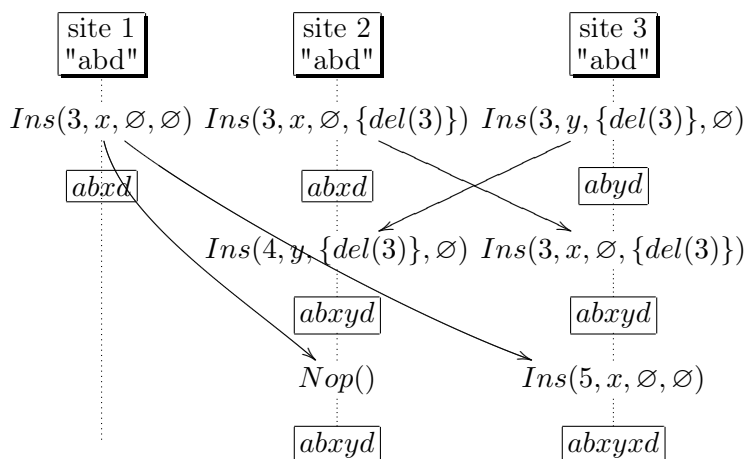 site 1 site 2 site 3
"abd" "abd" "abd"
Ins(3, x, ∅, ∅) Ins(3, x, ∅, {del(3)}) Ins(3, y, {del(3)}, ∅)
abxd abxd abyd
Ins(4, y, {del(3)}, ∅) Ins(3, x, ∅, {del(3)})
abxyd abxyd
Nop() Ins(5, x, ∅, ∅)
abxyd abxyxd